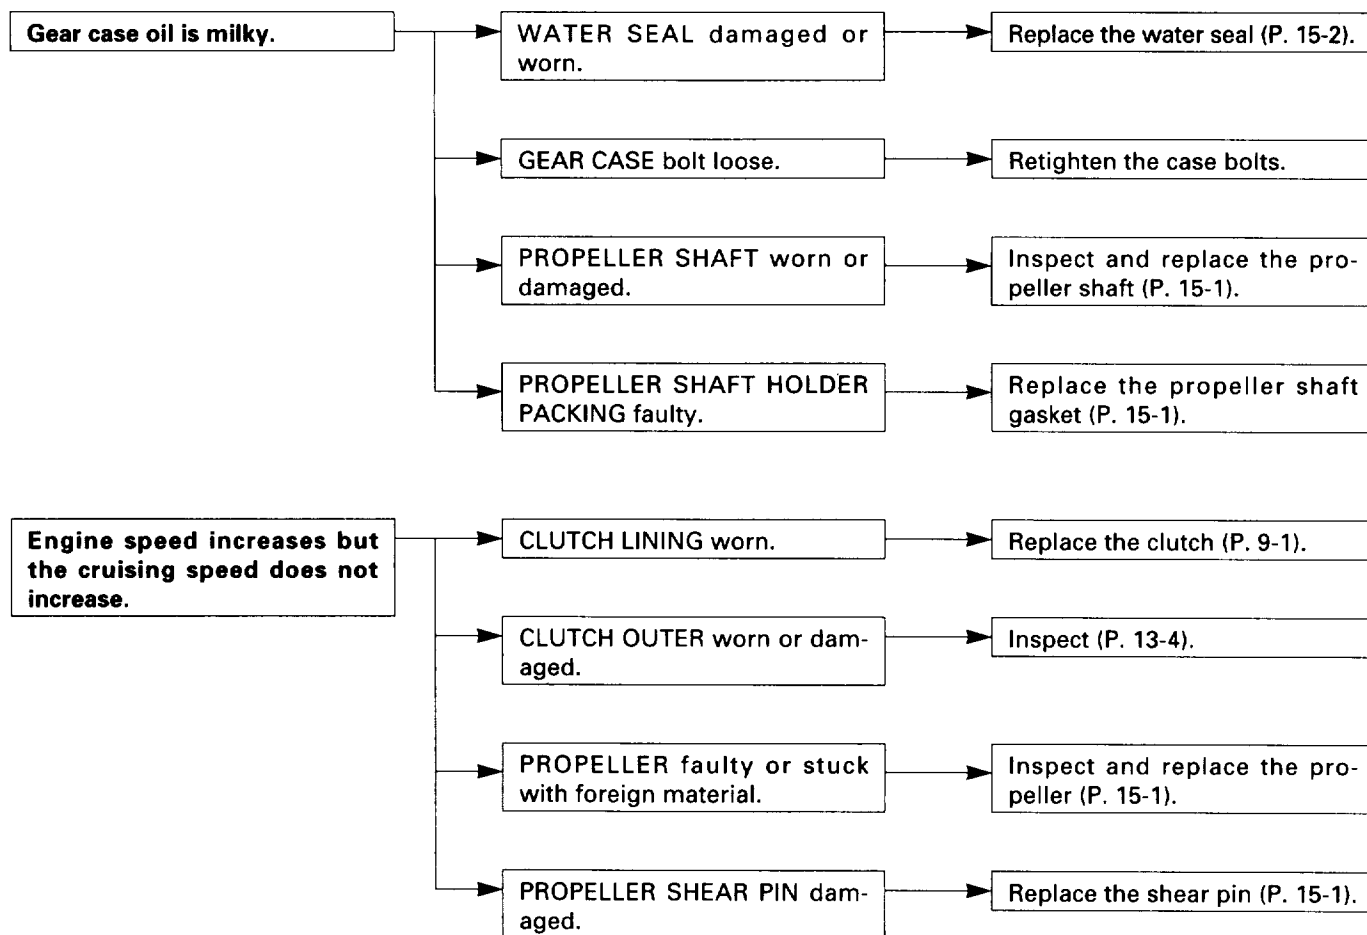 Gear case oil is milky.
WATER SEAL damaged or
worn.
Replace the water seal (P. 15-2).
GEAR CASE bolt loose.
Retighten the case bolts.
PROPELLER SHAFT worn or
damaged.
Inspect and replace the pro-
peller shaft (P. 15-1).
PROPELLER SHAFT HOLDER
PACKING faulty.
Replace the propeller shaft
gasket (P. 15-1).
Engine speed increases but
the cruising speed does not
increase.
CLUTCH LINING worn.
Replace the clutch (P. 9-1).
CLUTCH OUTER worn or dam-
aged.
Inspect (P. 13-4).
PROPELLER faulty or stuck
with foreign material.
Inspect and replace the pro-
peller (P. 15-1).
PROPELLER SHEAR PIN dam-
aged.
Replace the shear pin (P. 15-1).